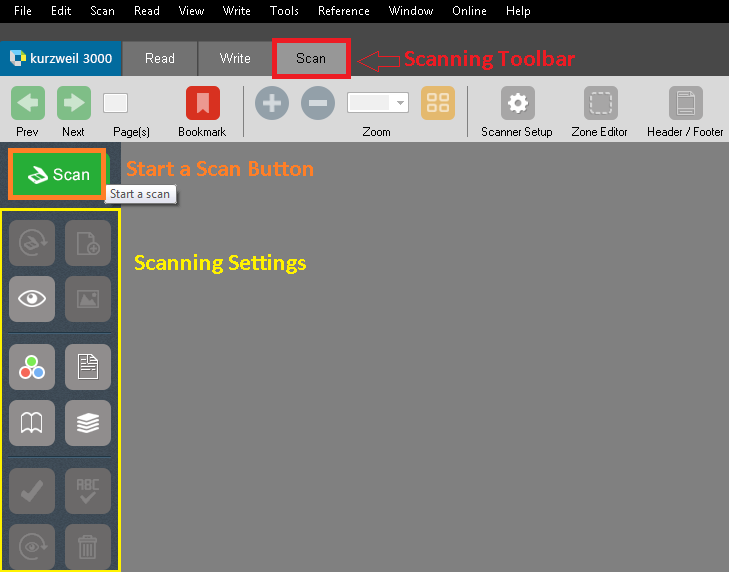 File Edit Scan Read View Write Tools Reference Window Online Help
kurzweil 3000 Read Write Scan Scanning Toolbar
Prev Next Page(s) Bookmark Zoom Scanner Setup Zone Editor Header / Footer
Scan Start a Scan Button
Start a scan
Scanning Settings
ABC